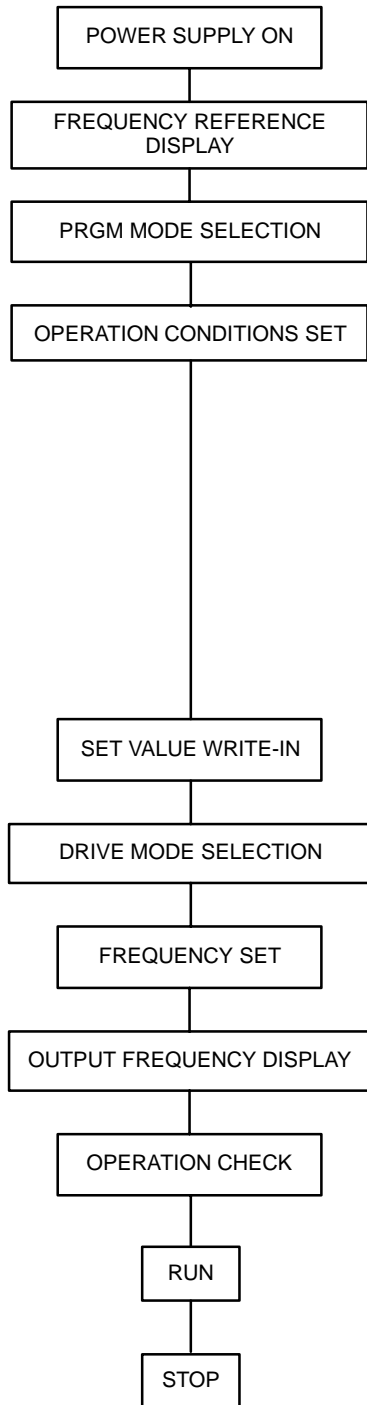 POWER SUPPLY ON
FREQUENCY REFERENCE
DISPLAY
PRGM MODE SELECTION
OPERATION CONDITIONS SET
SET VALUE WRITE-IN
DRIVE MODE SELECTION
FREQUENCY SET
OUTPUT FREQUENCY DISPLAY
OPERATION CHECK
RUN
STOP